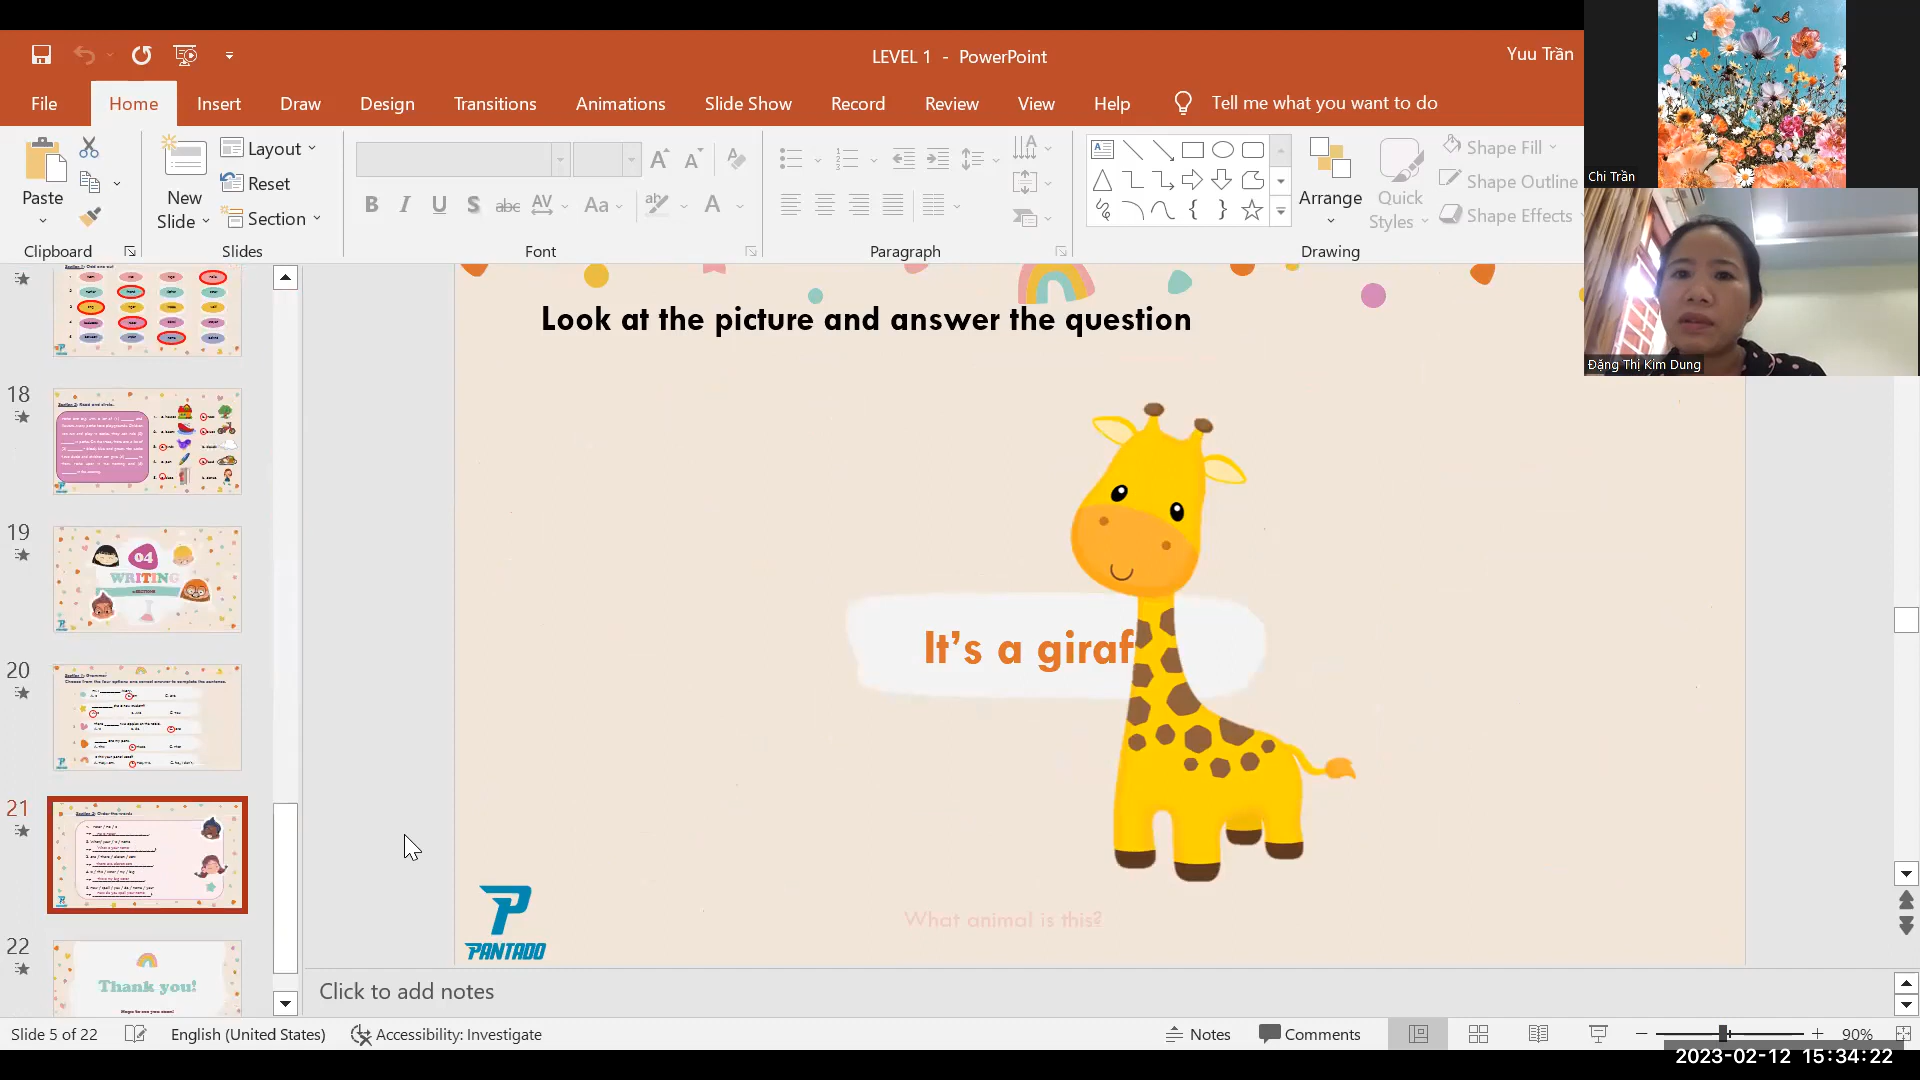 LEVEL 1 - PowerPoint
Yuu Trần
File Home Insert Draw Design Transitions Animations Slide Show Record Review View Help Tell me what you want to do
Paste
New Slide
Layout
Reset
Section
B I U S abc AV Aa A
Arrange
Quick Styles
Shape Fill
Shape Outline
Shape Effects
Clipboard Slides Font Paragraph Drawing
Chi Trần
Đặng Thị Kim Dung
18
19
04
WRITING
20
21
22
Thank you!
Look at the picture and answer the question
It's a giraf
What animal is this?
PANTADO
Click to add notes
Slide 5 of 22 English (United States) Accessibility: Investigate Notes Comments 90%
2023-02-12 15:34:22